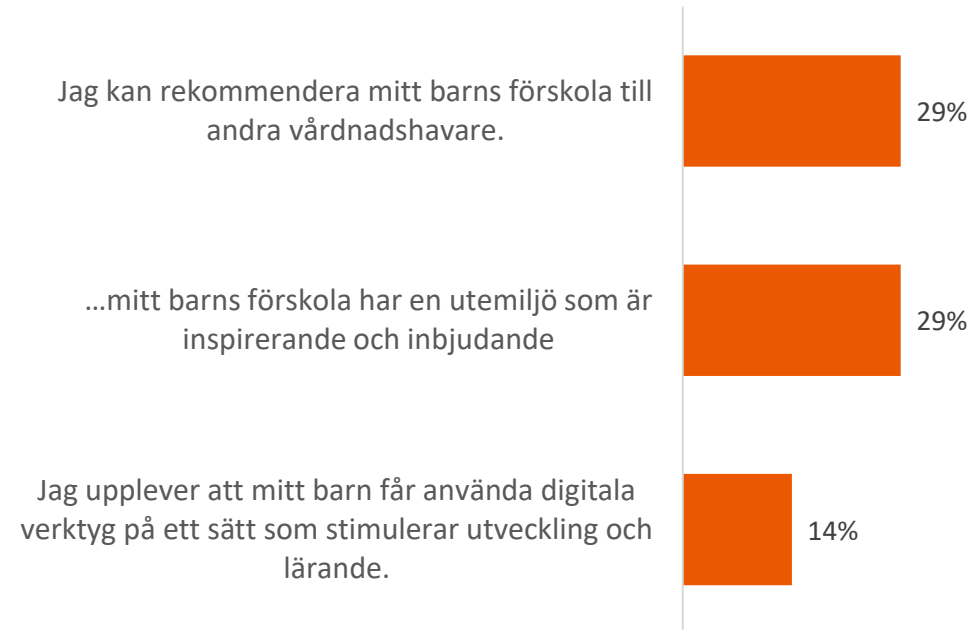 Jag kan rekommendera mitt barns förskola till
andra vårdnadshavare.
29%
...mitt barns förskola har en utemiljö som är
inspirerande och inbjudande
29%
Jag upplever att mitt barn får använda digitala
verktyg på ett sätt som stimulerar utveckling och
lärande.
14%